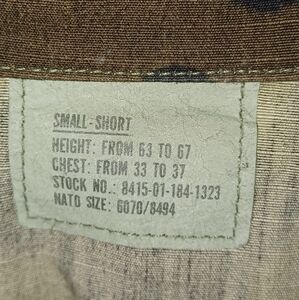 SMALL-SHORT
HEIGHT: FROM 63 TO 67
CHEST: FROM 33 TO 37
STOCK NO.: 8415-01-184-1323
NATO SIZE: 6070/8494